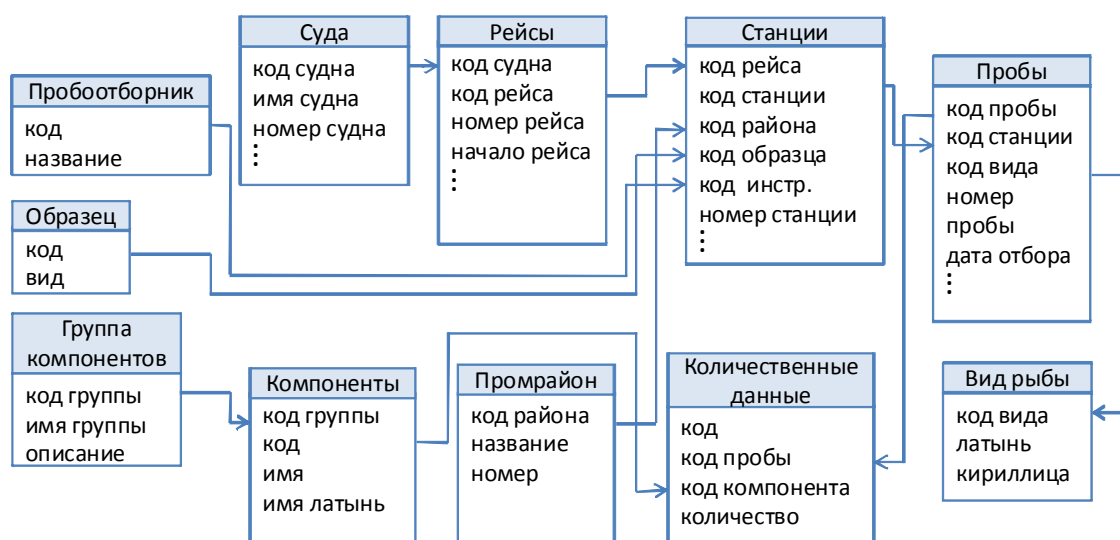 Суда
код судна
имя судна
номер судна
⋮
Рейсы
код судна
код рейса
номер рейса
начало рейса
⋮
Станции
код рейса
код станции
код района
код образца
код инстр.
номер станции
⋮
Пробы
код пробы
код станции
код вида
номер
пробы
дата отбора
⋮
Пробоотборник
код
название
Образец
код
вид
Группа
компонентов
код группы
имя группы
описание
Компоненты
код группы
код
имя
имя латынь
Промрайон
код района
название
номер
Количественные
данные
код
код пробы
код компонента
количество
Вид рыбы
код вида
латынь
кириллица